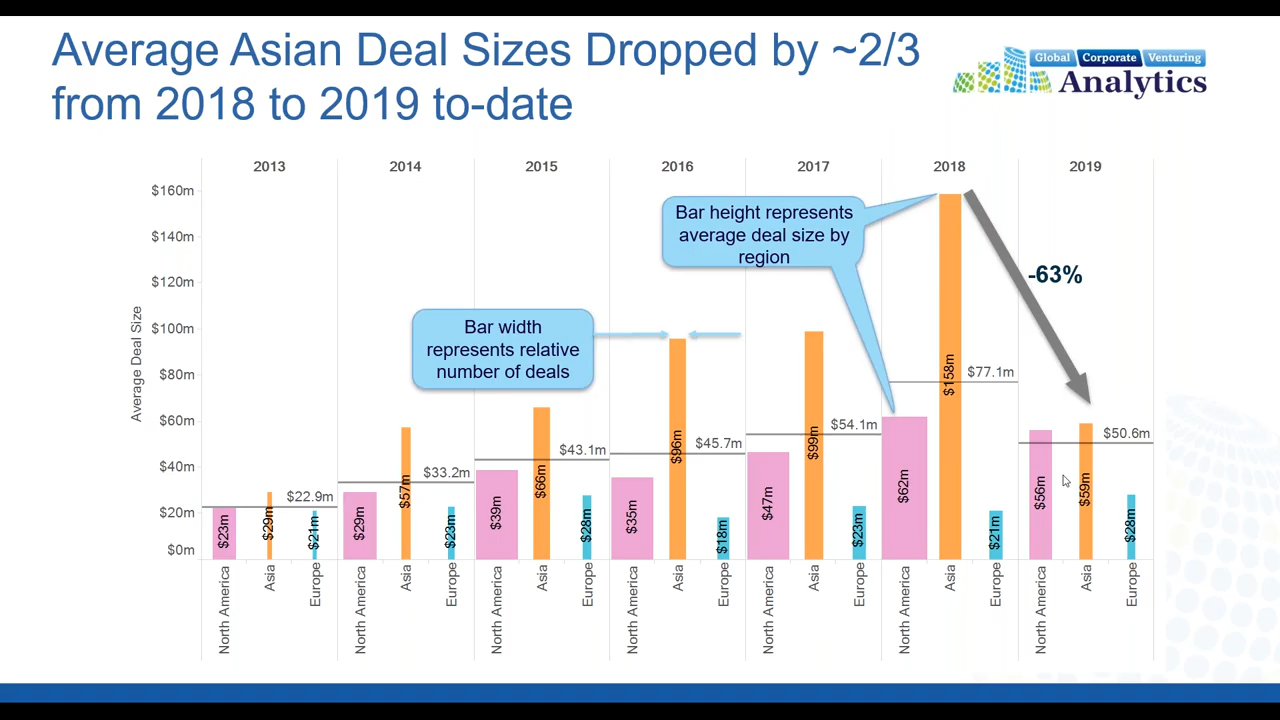 Average Asian Deal Sizes Dropped by ~2/3
from 2018 to 2019 to-date
Global Corporate Venturing
Analytics
2013
2014
2015
2016
2017
2018
2019
Average Deal Size
$160m
$140m
$120m
$100m
$80m
$60m
$40m
$20m
$0m
Bar width
represents relative
number of deals
Bar height represents
average deal size by
region
-63%
$22.9m
$33.2m
$43.1m
$45.7m
$54.1m
$77.1m
$50.6m
$23m
$29m
$21m
$29m
$57m
$23m
$39m
$66m
$28m
$35m
$96m
$18m
$47m
$99m
$23m
$62m
$158m
$21m
$56m
$59m
$28m
North America
Asia
Europe
North America
Asia
Europe
North America
Asia
Europe
North America
Asia
Europe
North America
Asia
Europe
North America
Asia
Europe
North America
Asia
Europe